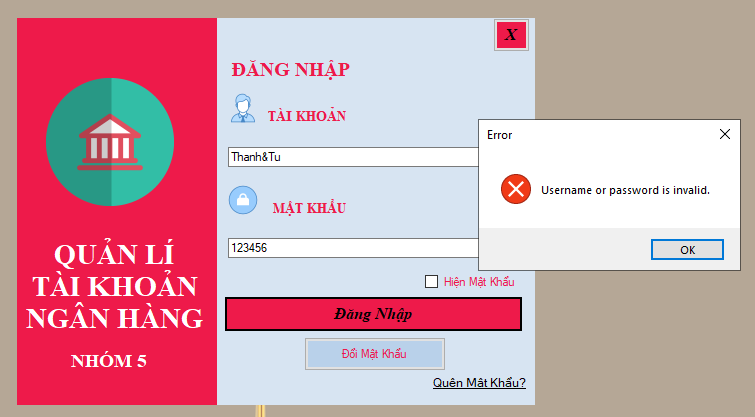 X
ĐĂNG NHẬP
TÀI KHOẢN
Thanh&Tu
MẬT KHẨU
123456
Hiện Mật Khẩu
Đăng Nhập
Đổi Mật Khẩu
Quên Mật Khẩu?
QUẢN LÍ
TÀI KHOẢN
NGÂN HÀNG
NHÓM 5
Error
Username or password is invalid.
OK